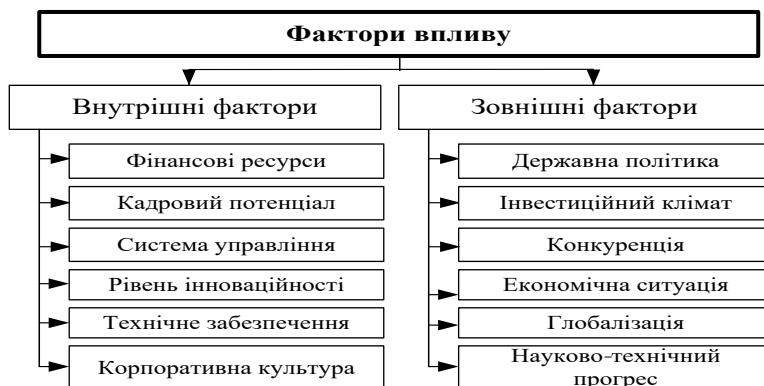 Фактори впливу
Внутрішні фактори
Фінансові ресурси
Кадровий потенціал
Система управління
Рівень інноваційності
Технічне забезпечення
Корпоративна культура
Зовнішні фактори
Державна політика
Інвестиційний клімат
Конкуренція
Економічна ситуація
Глобалізація
Науково-технічний
прогрес